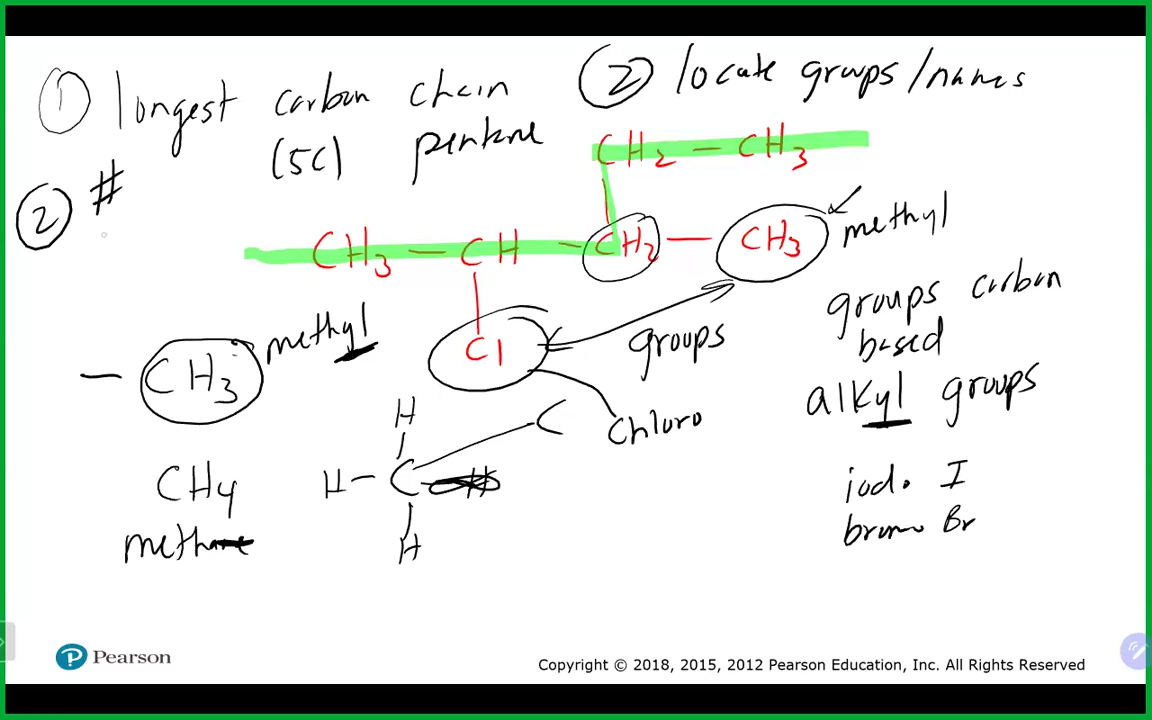 ① longest carbon chain
(5C) pentane
② locate groups/names
② #
CH2 - CH3
CH3 - CH - CH2 - CH3
methyl
Cl
groups
chloro
groups carbon
based
alkyl groups
iodo I
bromo Br
- CH3
methyl
CH4
methane
H
H - C - H
C
H
Pearson
Copyright © 2018, 2015, 2012 Pearson Education, Inc. All Rights Reserved